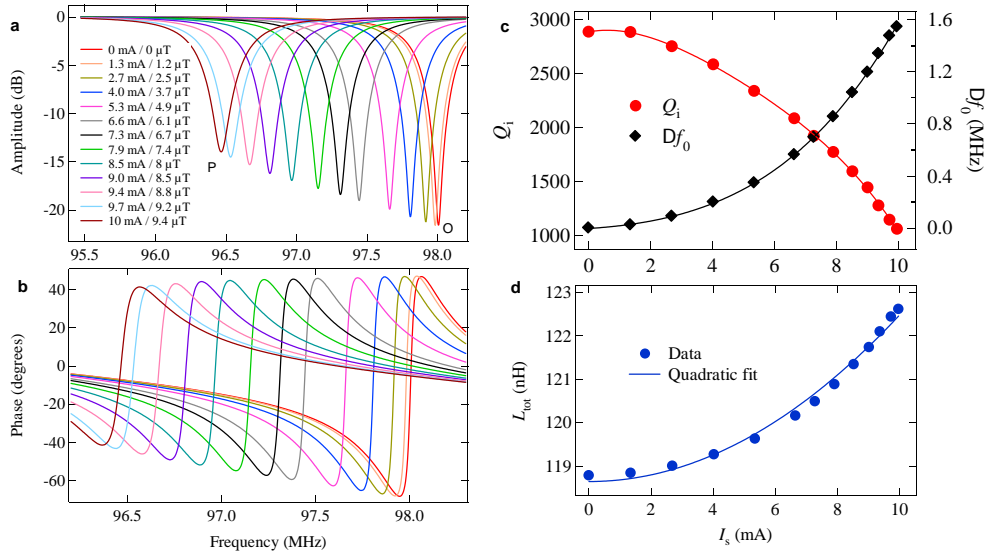 a
0
-5
-10
-15
-20
Amplitude (dB)
0 mA / 0 µT
1.3 mA / 1.2 µT
2.7 mA / 2.5 µT
4.0 mA / 3.7 µT
5.3 mA / 4.9 µT
6.6 mA / 6.1 µT
7.3 mA / 6.7 µT
7.9 mA / 7.4 µT
8.5 mA / 8 µT
9.0 mA / 8.5 µT
9.4 mA / 8.8 µT
9.7 mA / 9.2 µT
10 mA / 9.4 µT
P
O
95.5 96.0 96.5 97.0 97.5 98.0
b
40
20
0
-20
-40
-60
Phase (degrees)
96.5 97.0 97.5 98.0
Frequency (MHz)
c
3000
2500
2000
1500
1000
Qi
Qi
Df0
1.6
1.2
0.8
0.4
0.0
Df0 (MHz)
0 2 4 6 8 10
d
123
122
121
120
119
Ltot (nH)
Data
Quadratic fit
0 2 4 6 8 10
Is (mA)